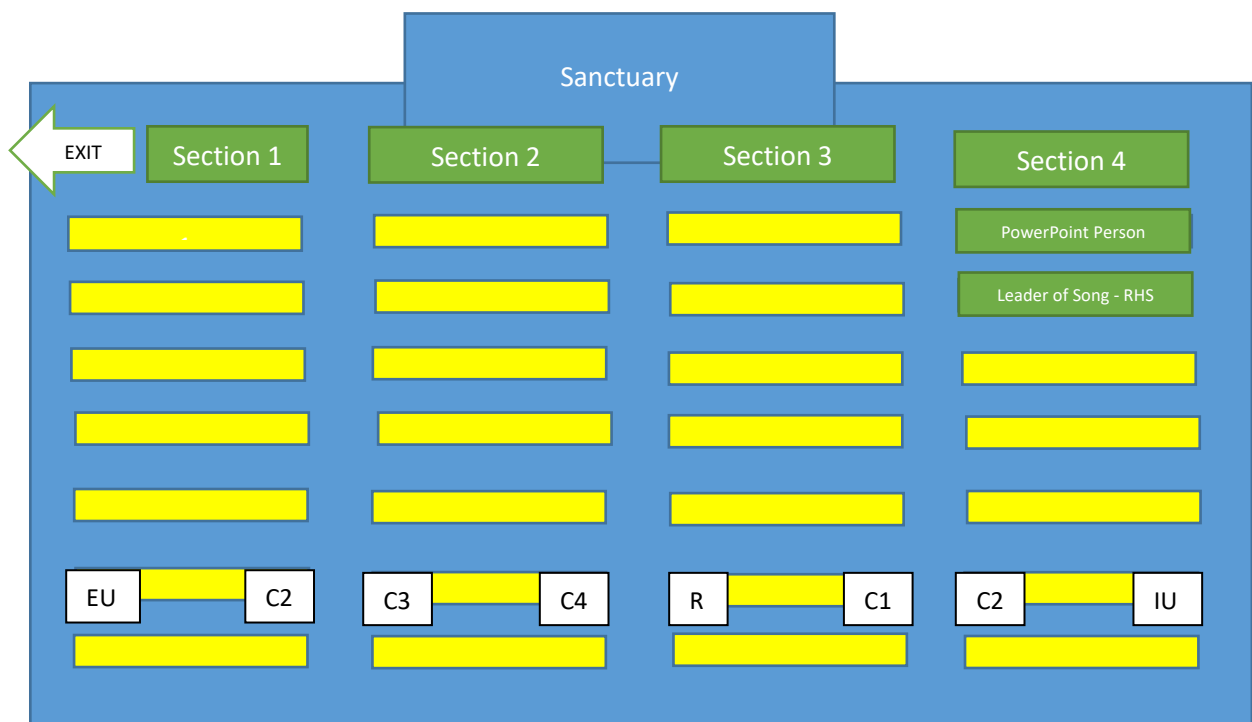 Sanctuary
EXIT
Section 1
Section 2
Section 3
Section 4
.
PowerPoint Person
Leader of Song - RHS
EU
C2
C3
C4
R
C1
C2
IU